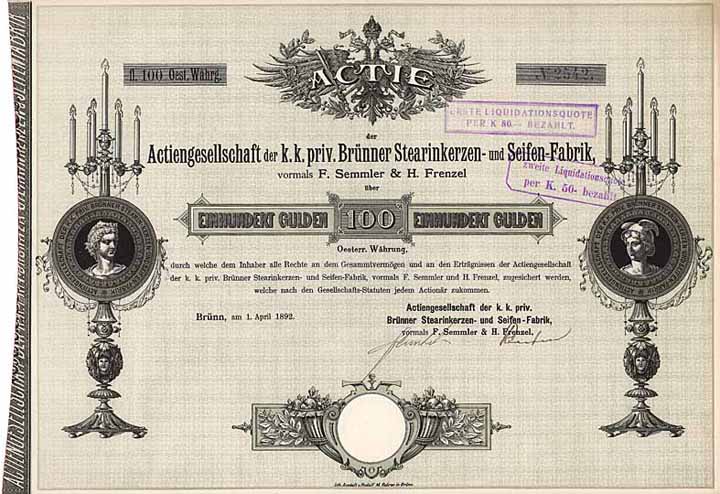 ACTIE
fl. 100 Oest. Währg.
№ 2542.
ERSTE LIQUIDATIONSQUOTE
PER K 80.— BEZAHLT.
der
Actiengesellschaft der k. k. priv. Brünner Stearinkerzen- und Seifen-Fabrik,
vormals F. Semmler & H. Frenzel
zweite Liquidationsquote
per K. 50- bezahlt
über
EINHUNDERT GULDEN 100 EINHUNDERT GULDEN
Oesterr. Währung.
durch welche dem Inhaber alle Rechte an dem Gesammtvermögen und an den Erträgnissen der Actiengesellschaft
der k. k. priv. Brünner Stearinkerzen- und Seifen-Fabrik, vormals F. Semmler und H. Frenzel, zugesichert werden,
welche nach den Gesellschafts-Statuten jedem Actionär zukommen.
Brünn, am 1. April 1892.
Actiengesellschaft der k. k. priv.
Brünner Stearinkerzen- und Seifen-Fabrik,
vormals F. Semmler & H. Frenzel.
100